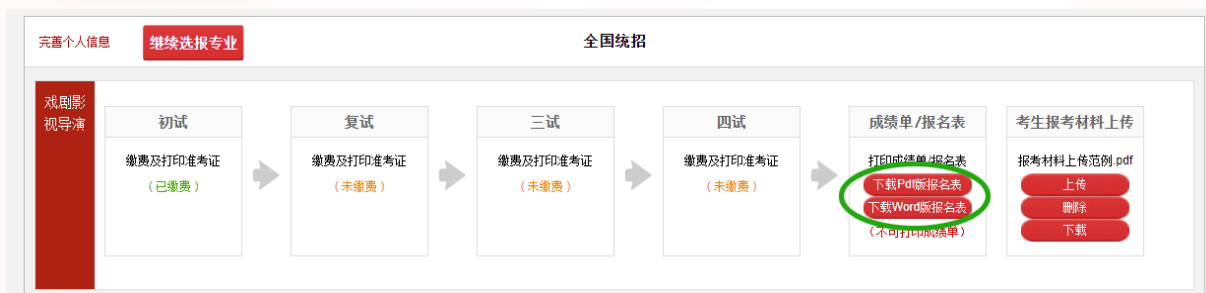 完善个人信息
继续选报专业
全国统招
戏剧影
视导演
初试
缴费及打印准考证
（已缴费）
复试
缴费及打印准考证
（未缴费）
三试
缴费及打印准考证
（未缴费）
四试
缴费及打印准考证
（未缴费）
成绩单/报名表
打印成绩单/报名表
下载Pdf版报名表
下载Word版报名表
（不可打印成绩单）
考生报考材料上传
报考材料上传范例.pdf
上传
删除
下载